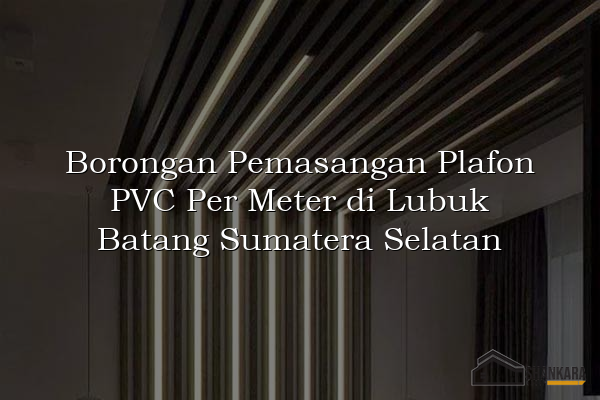 Borongan Pemasangan Plafon
PVC Per Meter di Lubuk
Batang Sumatera Selatan